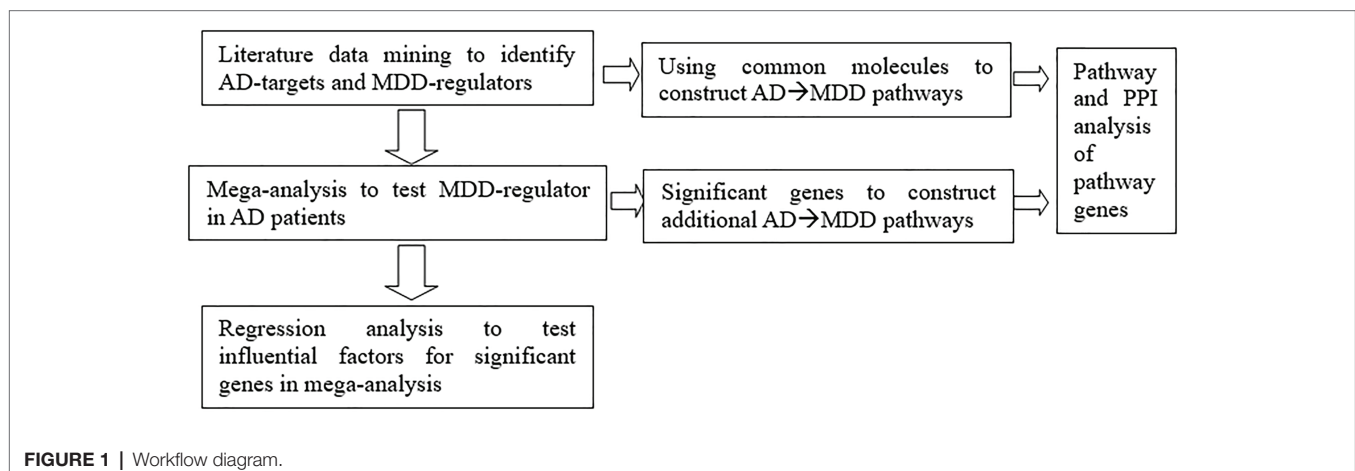 Literature data mining to identify
AD-targets and MDD-regulators
Using common molecules to
construct AD→MDD pathways
Pathway
and PPI
analysis
of
pathway
genes
Mega-analysis to test MDD-regulator
in AD patients
Significant genes to construct
additional AD→MDD pathways
Regression analysis to test
influential factors for significant
genes in mega-analysis
FIGURE 1 | Workflow diagram.